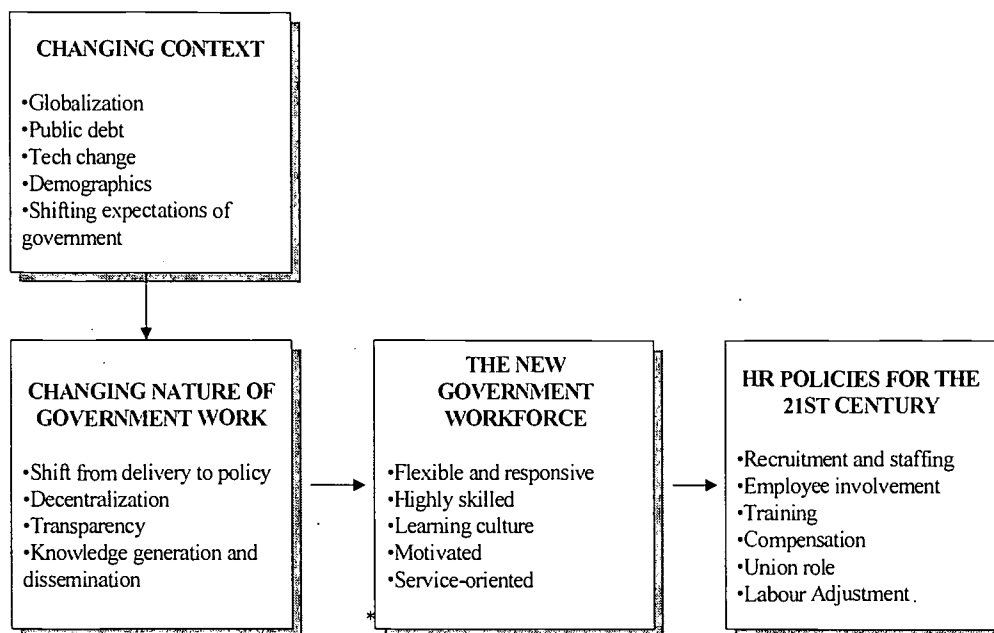 CHANGING CONTEXT
•Globalization
•Public debt
•Tech change
•Demographics
•Shifting expectations of
government
CHANGING NATURE OF
GOVERNMENT WORK
•Shift from delivery to policy
•Decentralization
•Transparency
•Knowledge generation and
dissemination
THE NEW
GOVERNMENT
WORKFORCE
•Flexible and responsive
•Highly skilled
•Learning culture
•Motivated
•Service-oriented
*
HR POLICIES FOR THE
21ST CENTURY
•Recruitment and staffing
•Employee involvement
•Training
•Compensation
•Union role
•Labour Adjustment